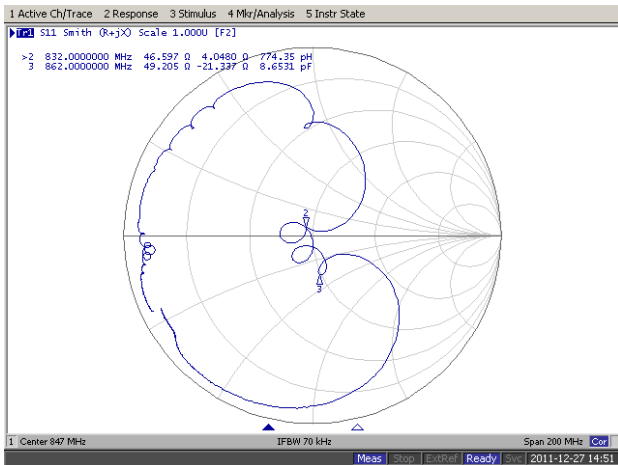 1 Active Ch/Trace 2 Response 3 Stimulus 4 Mkr/Analysis 5 Instr State
Tr1 S11 Smith (R+jX) Scale 1.000U [F2]
>2 832.0000000 MHz 46.597 Ω 4.0480 Ω 774.35 pH
3 862.0000000 MHz 49.205 Ω -21.337 Ω 8.6531 pF
2
3
1 Center 847 MHz IFBW 70 kHz Span 200 MHz Cor
Meas Stop ExtRef Ready Svc 2011-12-27 14:51